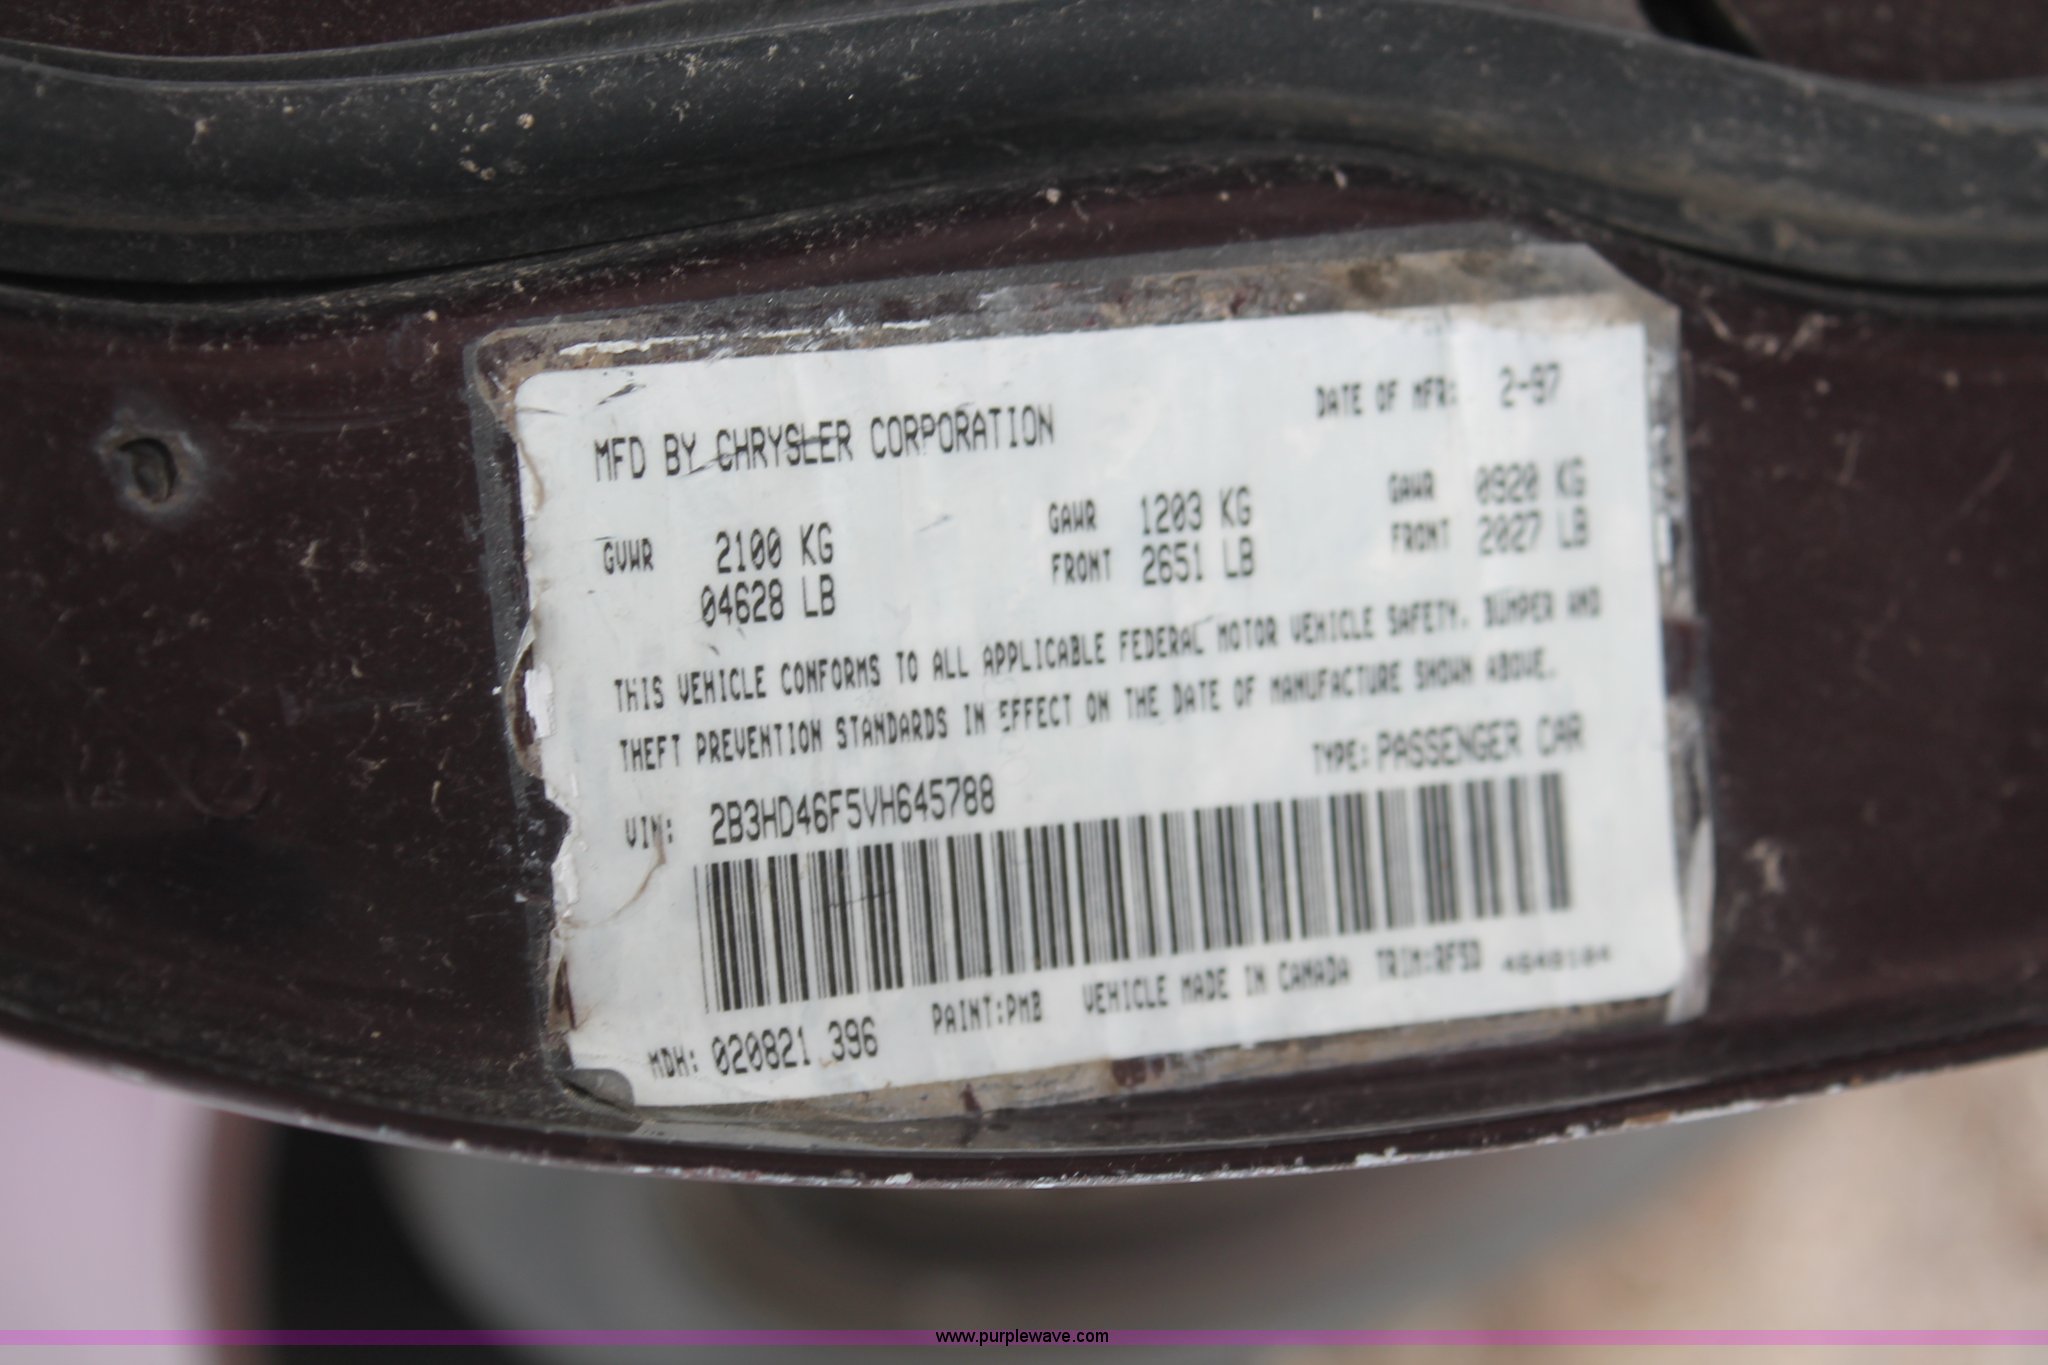 MFD BY CHRYSLER CORPORATION DATE OF MFR: 2-97
GVWR 2100 KG GAWR 1203 KG GAWR 0920 KG
04628 LB FRONT 2651 LB FRONT 2027 LB
THIS VEHICLE CONFORMS TO ALL APPLICABLE FEDERAL MOTOR VEHICLE SAFETY, BUMPER AND
THEFT PREVENTION STANDARDS IN EFFECT ON THE DATE OF MANUFACTURE SHOWN ABOVE.
VIN: 2B3HD46F5VH645788 TYPE: PASSENGER CAR
MDH: 020821 396 PAINT:PMB VEHICLE MADE IN CANADA TRIM:RFSD
www.purplewave.com